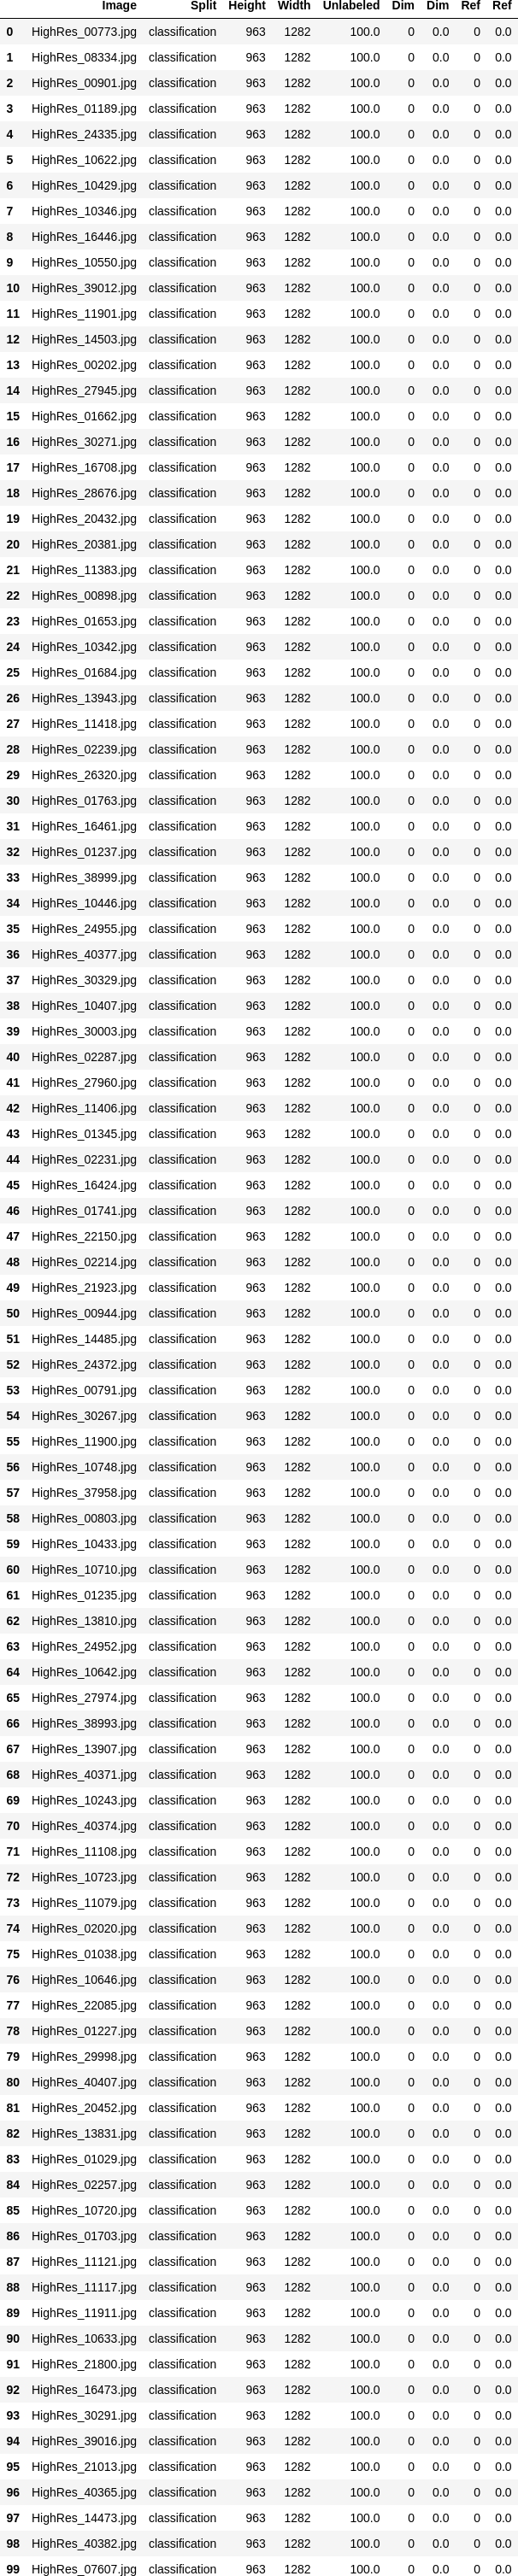 Image Split Height Width Unlabeled Dim Dim Ref Ref
0 HighRes_00773.jpg classification 963 1282 100.0 0 0.0 0 0.0
1 HighRes_08334.jpg classification 963 1282 100.0 0 0.0 0 0.0
2 HighRes_00901.jpg classification 963 1282 100.0 0 0.0 0 0.0
3 HighRes_01189.jpg classification 963 1282 100.0 0 0.0 0 0.0
4 HighRes_24335.jpg classification 963 1282 100.0 0 0.0 0 0.0
5 HighRes_10622.jpg classification 963 1282 100.0 0 0.0 0 0.0
6 HighRes_10429.jpg classification 963 1282 100.0 0 0.0 0 0.0
7 HighRes_10346.jpg classification 963 1282 100.0 0 0.0 0 0.0
8 HighRes_16446.jpg classification 963 1282 100.0 0 0.0 0 0.0
9 HighRes_10550.jpg classification 963 1282 100.0 0 0.0 0 0.0
10 HighRes_39012.jpg classification 963 1282 100.0 0 0.0 0 0.0
11 HighRes_11901.jpg classification 963 1282 100.0 0 0.0 0 0.0
12 HighRes_14503.jpg classification 963 1282 100.0 0 0.0 0 0.0
13 HighRes_00202.jpg classification 963 1282 100.0 0 0.0 0 0.0
14 HighRes_27945.jpg classification 963 1282 100.0 0 0.0 0 0.0
15 HighRes_01662.jpg classification 963 1282 100.0 0 0.0 0 0.0
16 HighRes_30271.jpg classification 963 1282 100.0 0 0.0 0 0.0
17 HighRes_16708.jpg classification 963 1282 100.0 0 0.0 0 0.0
18 HighRes_28676.jpg classification 963 1282 100.0 0 0.0 0 0.0
19 HighRes_20432.jpg classification 963 1282 100.0 0 0.0 0 0.0
20 HighRes_20381.jpg classification 963 1282 100.0 0 0.0 0 0.0
21 HighRes_11383.jpg classification 963 1282 100.0 0 0.0 0 0.0
22 HighRes_00898.jpg classification 963 1282 100.0 0 0.0 0 0.0
23 HighRes_01653.jpg classification 963 1282 100.0 0 0.0 0 0.0
24 HighRes_10342.jpg classification 963 1282 100.0 0 0.0 0 0.0
25 HighRes_01684.jpg classification 963 1282 100.0 0 0.0 0 0.0
26 HighRes_13943.jpg classification 963 1282 100.0 0 0.0 0 0.0
27 HighRes_11418.jpg classification 963 1282 100.0 0 0.0 0 0.0
28 HighRes_02239.jpg classification 963 1282 100.0 0 0.0 0 0.0
29 HighRes_26320.jpg classification 963 1282 100.0 0 0.0 0 0.0
30 HighRes_01763.jpg classification 963 1282 100.0 0 0.0 0 0.0
31 HighRes_16461.jpg classification 963 1282 100.0 0 0.0 0 0.0
32 HighRes_01237.jpg classification 963 1282 100.0 0 0.0 0 0.0
33 HighRes_38999.jpg classification 963 1282 100.0 0 0.0 0 0.0
34 HighRes_10446.jpg classification 963 1282 100.0 0 0.0 0 0.0
35 HighRes_24955.jpg classification 963 1282 100.0 0 0.0 0 0.0
36 HighRes_40377.jpg classification 963 1282 100.0 0 0.0 0 0.0
37 HighRes_30329.jpg classification 963 1282 100.0 0 0.0 0 0.0
38 HighRes_10407.jpg classification 963 1282 100.0 0 0.0 0 0.0
39 HighRes_30003.jpg classification 963 1282 100.0 0 0.0 0 0.0
40 HighRes_02287.jpg classification 963 1282 100.0 0 0.0 0 0.0
41 HighRes_27960.jpg classification 963 1282 100.0 0 0.0 0 0.0
42 HighRes_11406.jpg classification 963 1282 100.0 0 0.0 0 0.0
43 HighRes_01345.jpg classification 963 1282 100.0 0 0.0 0 0.0
44 HighRes_02231.jpg classification 963 1282 100.0 0 0.0 0 0.0
45 HighRes_16424.jpg classification 963 1282 100.0 0 0.0 0 0.0
46 HighRes_01741.jpg classification 963 1282 100.0 0 0.0 0 0.0
47 HighRes_22150.jpg classification 963 1282 100.0 0 0.0 0 0.0
48 HighRes_02214.jpg classification 963 1282 100.0 0 0.0 0 0.0
49 HighRes_21923.jpg classification 963 1282 100.0 0 0.0 0 0.0
50 HighRes_00944.jpg classification 963 1282 100.0 0 0.0 0 0.0
51 HighRes_14485.jpg classification 963 1282 100.0 0 0.0 0 0.0
52 HighRes_24372.jpg classification 963 1282 100.0 0 0.0 0 0.0
53 HighRes_00791.jpg classification 963 1282 100.0 0 0.0 0 0.0
54 HighRes_30267.jpg classification 963 1282 100.0 0 0.0 0 0.0
55 HighRes_11900.jpg classification 963 1282 100.0 0 0.0 0 0.0
56 HighRes_10748.jpg classification 963 1282 100.0 0 0.0 0 0.0
57 HighRes_37958.jpg classification 963 1282 100.0 0 0.0 0 0.0
58 HighRes_00803.jpg classification 963 1282 100.0 0 0.0 0 0.0
59 HighRes_10433.jpg classification 963 1282 100.0 0 0.0 0 0.0
60 HighRes_10710.jpg classification 963 1282 100.0 0 0.0 0 0.0
61 HighRes_01235.jpg classification 963 1282 100.0 0 0.0 0 0.0
62 HighRes_13810.jpg classification 963 1282 100.0 0 0.0 0 0.0
63 HighRes_24952.jpg classification 963 1282 100.0 0 0.0 0 0.0
64 HighRes_10642.jpg classification 963 1282 100.0 0 0.0 0 0.0
65 HighRes_27974.jpg classification 963 1282 100.0 0 0.0 0 0.0
66 HighRes_38993.jpg classification 963 1282 100.0 0 0.0 0 0.0
67 HighRes_13907.jpg classification 963 1282 100.0 0 0.0 0 0.0
68 HighRes_40371.jpg classification 963 1282 100.0 0 0.0 0 0.0
69 HighRes_10243.jpg classification 963 1282 100.0 0 0.0 0 0.0
70 HighRes_40374.jpg classification 963 1282 100.0 0 0.0 0 0.0
71 HighRes_11108.jpg classification 963 1282 100.0 0 0.0 0 0.0
72 HighRes_10723.jpg classification 963 1282 100.0 0 0.0 0 0.0
73 HighRes_11079.jpg classification 963 1282 100.0 0 0.0 0 0.0
74 HighRes_02020.jpg classification 963 1282 100.0 0 0.0 0 0.0
75 HighRes_01038.jpg classification 963 1282 100.0 0 0.0 0 0.0
76 HighRes_10646.jpg classification 963 1282 100.0 0 0.0 0 0.0
77 HighRes_22085.jpg classification 963 1282 100.0 0 0.0 0 0.0
78 HighRes_01227.jpg classification 963 1282 100.0 0 0.0 0 0.0
79 HighRes_29998.jpg classification 963 1282 100.0 0 0.0 0 0.0
80 HighRes_40407.jpg classification 963 1282 100.0 0 0.0 0 0.0
81 HighRes_20452.jpg classification 963 1282 100.0 0 0.0 0 0.0
82 HighRes_13831.jpg classification 963 1282 100.0 0 0.0 0 0.0
83 HighRes_01029.jpg classification 963 1282 100.0 0 0.0 0 0.0
84 HighRes_02257.jpg classification 963 1282 100.0 0 0.0 0 0.0
85 HighRes_10720.jpg classification 963 1282 100.0 0 0.0 0 0.0
86 HighRes_01703.jpg classification 963 1282 100.0 0 0.0 0 0.0
87 HighRes_11121.jpg classification 963 1282 100.0 0 0.0 0 0.0
88 HighRes_11117.jpg classification 963 1282 100.0 0 0.0 0 0.0
89 HighRes_11911.jpg classification 963 1282 100.0 0 0.0 0 0.0
90 HighRes_10633.jpg classification 963 1282 100.0 0 0.0 0 0.0
91 HighRes_21800.jpg classification 963 1282 100.0 0 0.0 0 0.0
92 HighRes_16473.jpg classification 963 1282 100.0 0 0.0 0 0.0
93 HighRes_30291.jpg classification 963 1282 100.0 0 0.0 0 0.0
94 HighRes_39016.jpg classification 963 1282 100.0 0 0.0 0 0.0
95 HighRes_21013.jpg classification 963 1282 100.0 0 0.0 0 0.0
96 HighRes_40365.jpg classification 963 1282 100.0 0 0.0 0 0.0
97 HighRes_14473.jpg classification 963 1282 100.0 0 0.0 0 0.0
98 HighRes_40382.jpg classification 963 1282 100.0 0 0.0 0 0.0
99 HighRes_07607.jpg classification 963 1282 100.0 0 0.0 0 0.0